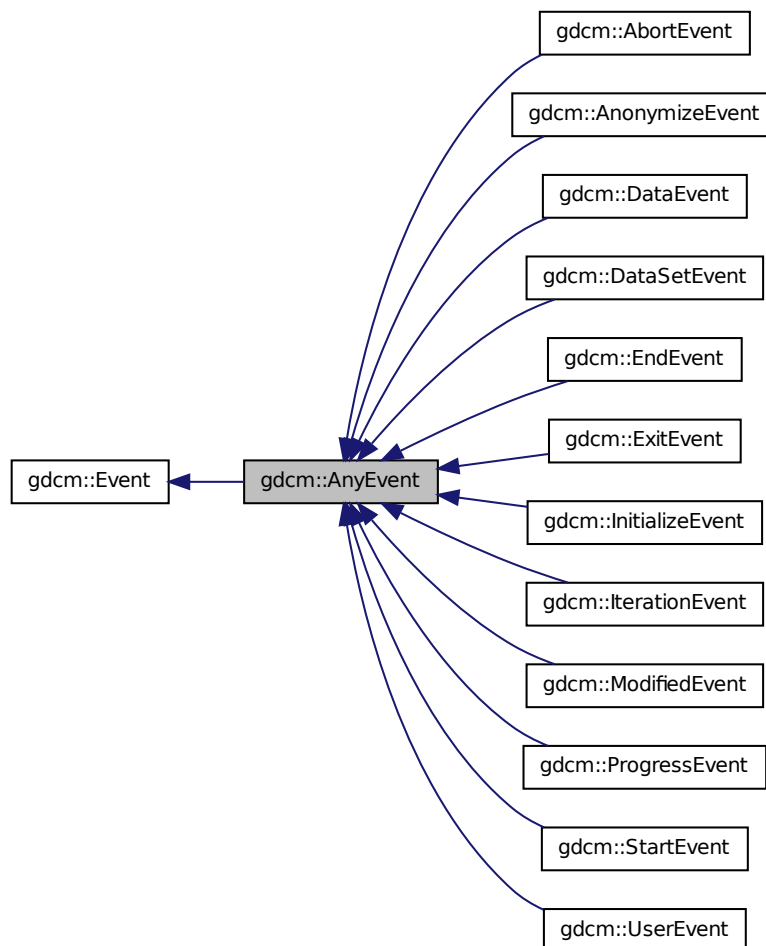 gdcm::AbortEvent
gdcm::AnonymizeEvent
gdcm::DataEvent
gdcm::DataSetEvent
gdcm::EndEvent
gdcm::ExitEvent
gdcm::Event
gdcm::AnyEvent
gdcm::InitializeEvent
gdcm::IterationEvent
gdcm::ModifiedEvent
gdcm::ProgressEvent
gdcm::StartEvent
gdcm::UserEvent